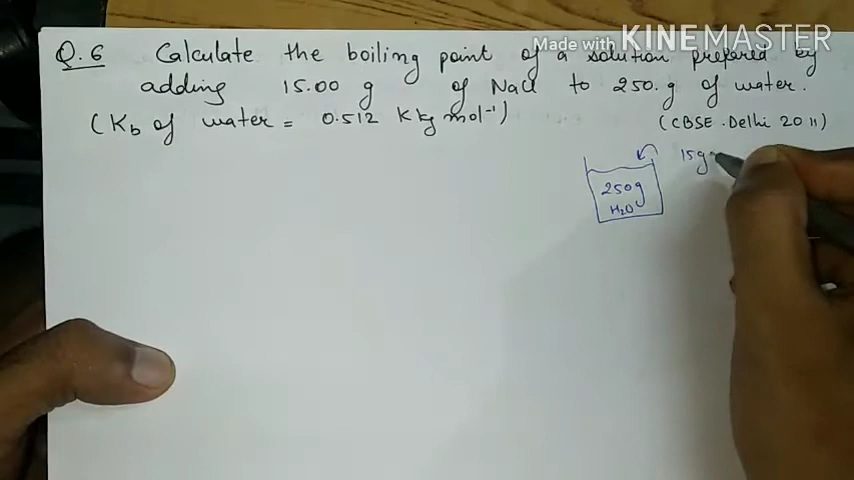 Made with KINEMASTER
Q.6 Calculate the boiling point of a solution prepared by
adding 15.00 g of NaCl to 250.g of water.
(Kb of water = 0.512 K kg mol⁻¹)
(CBSE. Delhi 2011)
15g
250g
H₂O